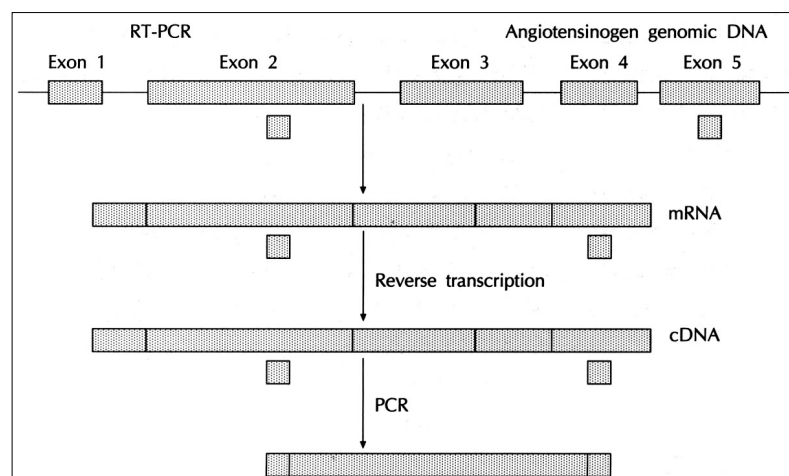 RT-PCR Angiotensinogen genomic DNA
Exon 1 Exon 2 Exon 3 Exon 4 Exon 5
mRNA
Reverse transcription
cDNA
PCR